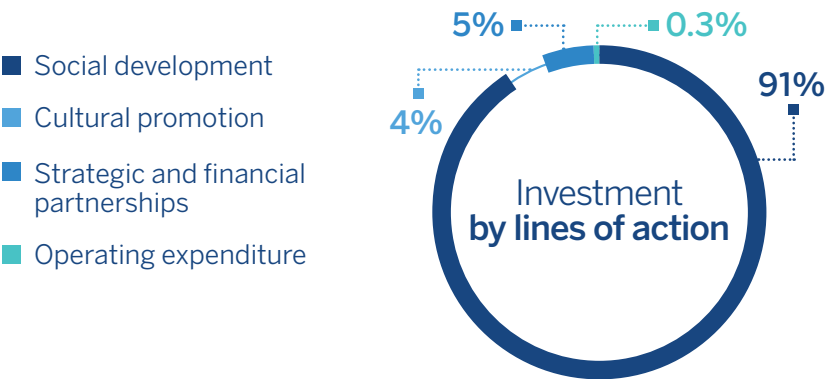 Social development
Cultural promotion
Strategic and financial
partnerships
Operating expenditure
5%
0.3%
91%
4%
Investment
by lines of action